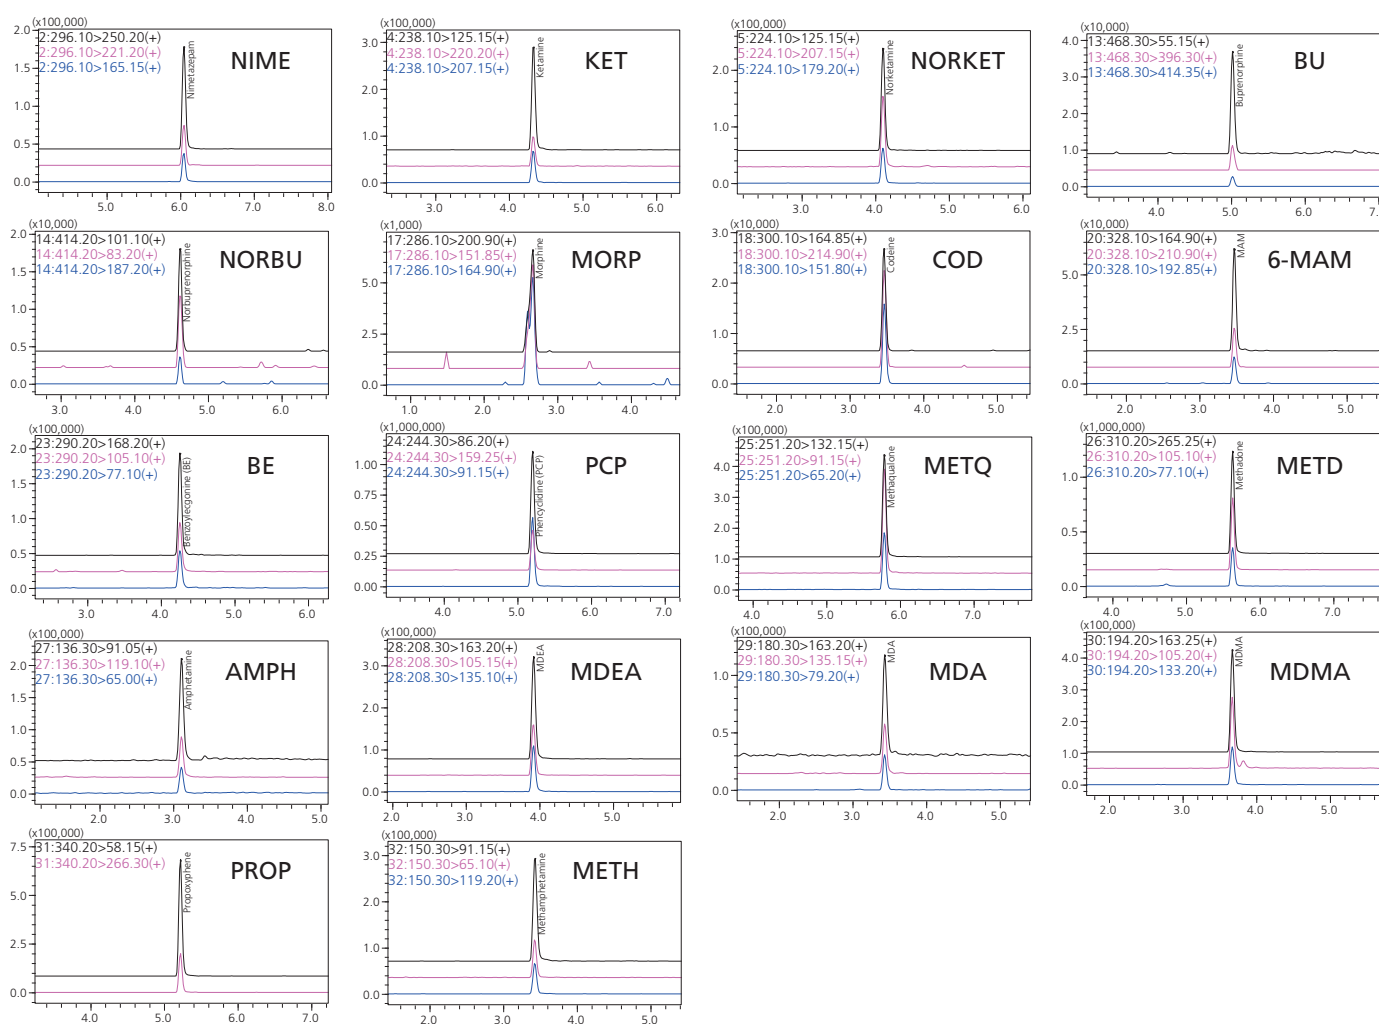 (x100,000)
2:296.10>250.20(+)
2:296.10>221.20(+)
2:296.10>165.15(+)
NIME
Nimetazepam
2.0
1.5
1.0
0.5
0.0
5.0 6.0 7.0 8.0
(x100,000)
4:238.10>125.15(+)
4:238.10>220.20(+)
4:238.10>207.15(+)
KET
Ketamine
3.0
2.0
1.0
0.0
3.0 4.0 5.0 6.0
(x100,000)
5:224.10>125.15(+)
5:224.10>207.15(+)
5:224.10>179.20(+)
NORKET
Norketamine
2.0
1.0
0.0
3.0 4.0 5.0 6.0
(x10,000)
13:468.30>55.15(+)
13:468.30>396.30(+)
13:468.30>414.35(+)
BU
Buprenorphine
4.0
3.0
2.0
1.0
0.0
4.0 5.0 6.0 7.
(x10,000)
14:414.20>101.10(+)
14:414.20>83.20(+)
14:414.20>187.20(+)
NORBU
Norbuprenorphine
2.0
1.5
1.0
0.5
0.0
3.0 4.0 5.0 6.0
(x1,000)
17:286.10>200.90(+)
17:286.10>151.85(+)
17:286.10>164.90(+)
MORP
Morphine
7.5
5.0
2.5
0.0
1.0 2.0 3.0 4.0
(x10,000)
18:300.10>164.85(+)
18:300.10>214.90(+)
18:300.10>151.80(+)
COD
Codeine
3.0
2.0
1.0
0.0
2.0 3.0 4.0 5.0
(x10,000)
20:328.10>164.90(+)
20:328.10>210.90(+)
20:328.10>192.85(+)
6-MAM
MAM
5.0
2.5
0.0
2.0 3.0 4.0 5.0
(x100,000)
23:290.20>168.20(+)
23:290.20>105.10(+)
23:290.20>77.10(+)
BE
Benzoylecgonine (BE)
2.0
1.5
1.0
0.5
0.0
3.0 4.0 5.0 6.0
(x1,000,000)
24:244.30>86.20(+)
24:244.30>159.25(+)
24:244.30>91.15(+)
PCP
Phencyclidine (PCP)
1.00
0.75
0.50
0.25
0.00
4.0 5.0 6.0 7.0
(x100,000)
25:251.20>132.15(+)
25:251.20>91.15(+)
25:251.20>65.20(+)
METQ
Methaqualone
4.0
3.0
2.0
1.0
0.0
4.0 5.0 6.0 7.0
(x1,000,000)
26:310.20>265.25(+)
26:310.20>105.10(+)
26:310.20>77.10(+)
METD
Methadone
1.0
0.5
0.0
4.0 5.0 6.0 7.0
(x100,000)
27:136.30>91.05(+)
27:136.30>119.10(+)
27:136.30>65.00(+)
AMPH
Amphetamine
2.0
1.5
1.0
0.5
0.0
2.0 3.0 4.0 5.0
(x100,000)
28:208.30>163.20(+)
28:208.30>105.15(+)
28:208.30>135.10(+)
MDEA
MDEA
3.0
2.0
1.0
0.0
2.0 3.0 4.0 5.0
(x100,000)
29:180.30>163.20(+)
29:180.30>135.15(+)
29:180.30>79.20(+)
MDA
MDA
1.0
0.5
0.0
2.0 3.0 4.0 5.0
(x100,000)
30:194.20>163.25(+)
30:194.20>105.20(+)
30:194.20>133.20(+)
MDMA
MDMA
4.0
3.0
2.0
1.0
0.0
2.0 3.0 4.0 5.0
(x100,000)
31:340.20>58.15(+)
31:340.20>266.30(+)
PROP
Propoxyphene
7.5
5.0
2.5
0.0
4.0 5.0 6.0 7.0
(x100,000)
32:150.30>91.15(+)
32:150.30>65.10(+)
32:150.30>119.20(+)
METH
Methamphetamine
3.0
2.0
1.0
0.0
2.0 3.0 4.0 5.0